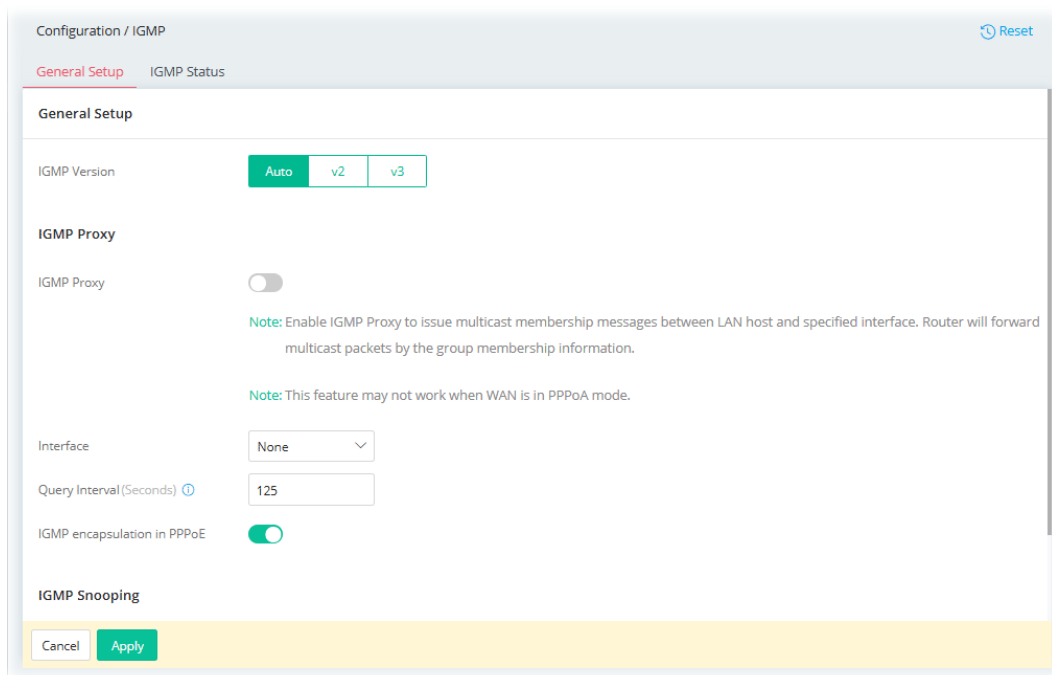 Configuration / IGMP
Reset
General Setup
IGMP Status
General Setup
IGMP Version
Auto
v2
v3
IGMP Proxy
IGMP Proxy
Note: Enable IGMP Proxy to issue multicast membership messages between LAN host and specified interface. Router will forward
multicast packets by the group membership information.
Note: This feature may not work when WAN is in PPPoA mode.
Interface
None
Query Interval (Seconds)
125
IGMP encapsulation in PPPoE
IGMP Snooping
Cancel
Apply